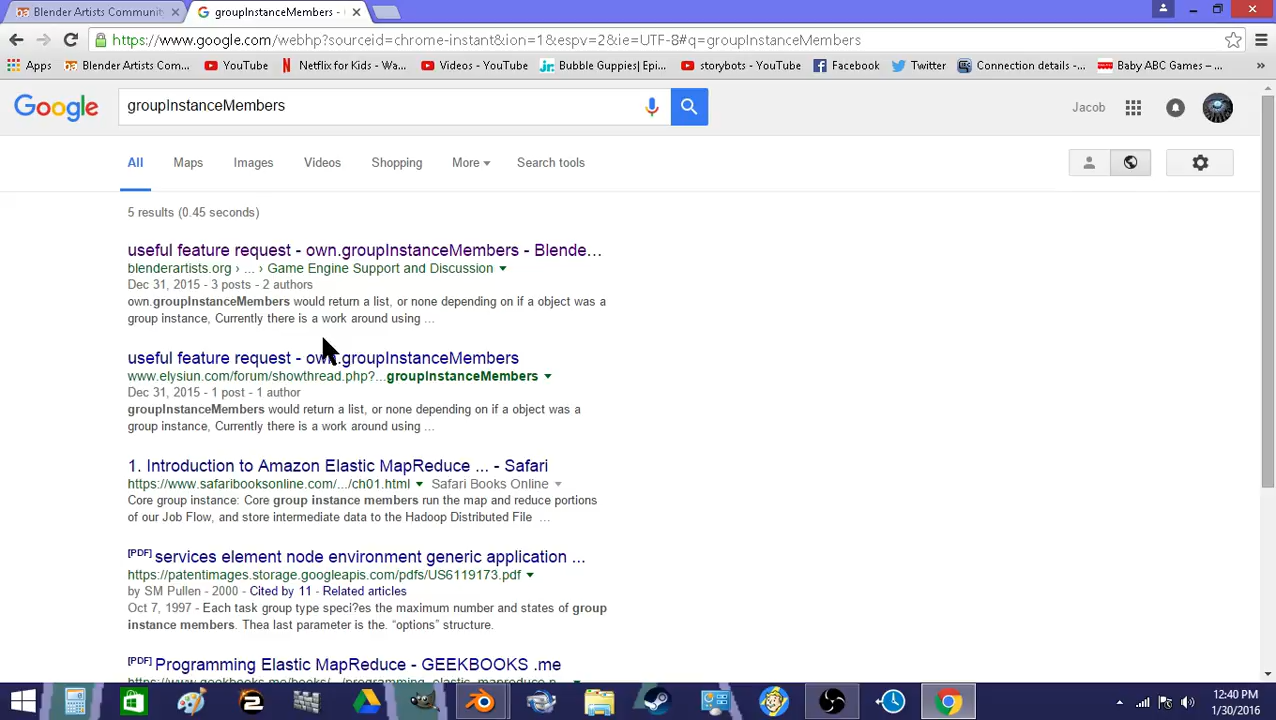 Blender Artists Communit
groupInstanceMembers -
https://www.google.com/webhp?sourceid=chrome-instant&ion=1&espv=2&ie=UTF-8#q=groupInstanceMembers
Apps Blender Artists Com... YouTube Netflix for Kids - Wa... Videos - YouTube Bubble Guppies| Epi... storybots - YouTube Facebook Twitter Connection details -... Baby ABC Games – ... »
Google groupInstanceMembers Jacob
All Maps Images Videos Shopping More Search tools
5 results (0.45 seconds)
useful feature request - own.groupInstanceMembers - Blende...
blenderartists.org › ... › Game Engine Support and Discussion
Dec 31, 2015 - 3 posts - 2 authors
own.groupInstanceMembers would return a list, or none depending on if a object was a
group instance, Currently there is a work around using ...
useful feature request - own.groupInstanceMembers
www.elysiun.com/forum/showthread.php?...groupInstanceMembers
Dec 31, 2015 - 1 post - 1 author
groupInstanceMembers would return a list, or none depending on if a object was a
group instance, Currently there is a work around using ...
1. Introduction to Amazon Elastic MapReduce ... - Safari
https://www.safaribooksonline.com/.../ch01.html Safari Books Online
Core group instance: Core group instance members run the map and reduce portions
of our Job Flow, and store intermediate data to the Hadoop Distributed File ...
[PDF] services element node environment generic application ...
https://patentimages.storage.googleapis.com/pdfs/US6119173.pdf
by SM Pullen - 2000 - Cited by 11 - Related articles
Oct 7, 1997 - Each task group type speci?es the maximum number and states of group
instance members. Thea last parameter is the. “options” structure.
[PDF] Programming Elastic MapReduce - GEEKBOOKS .me
12:40 PM
1/30/2016